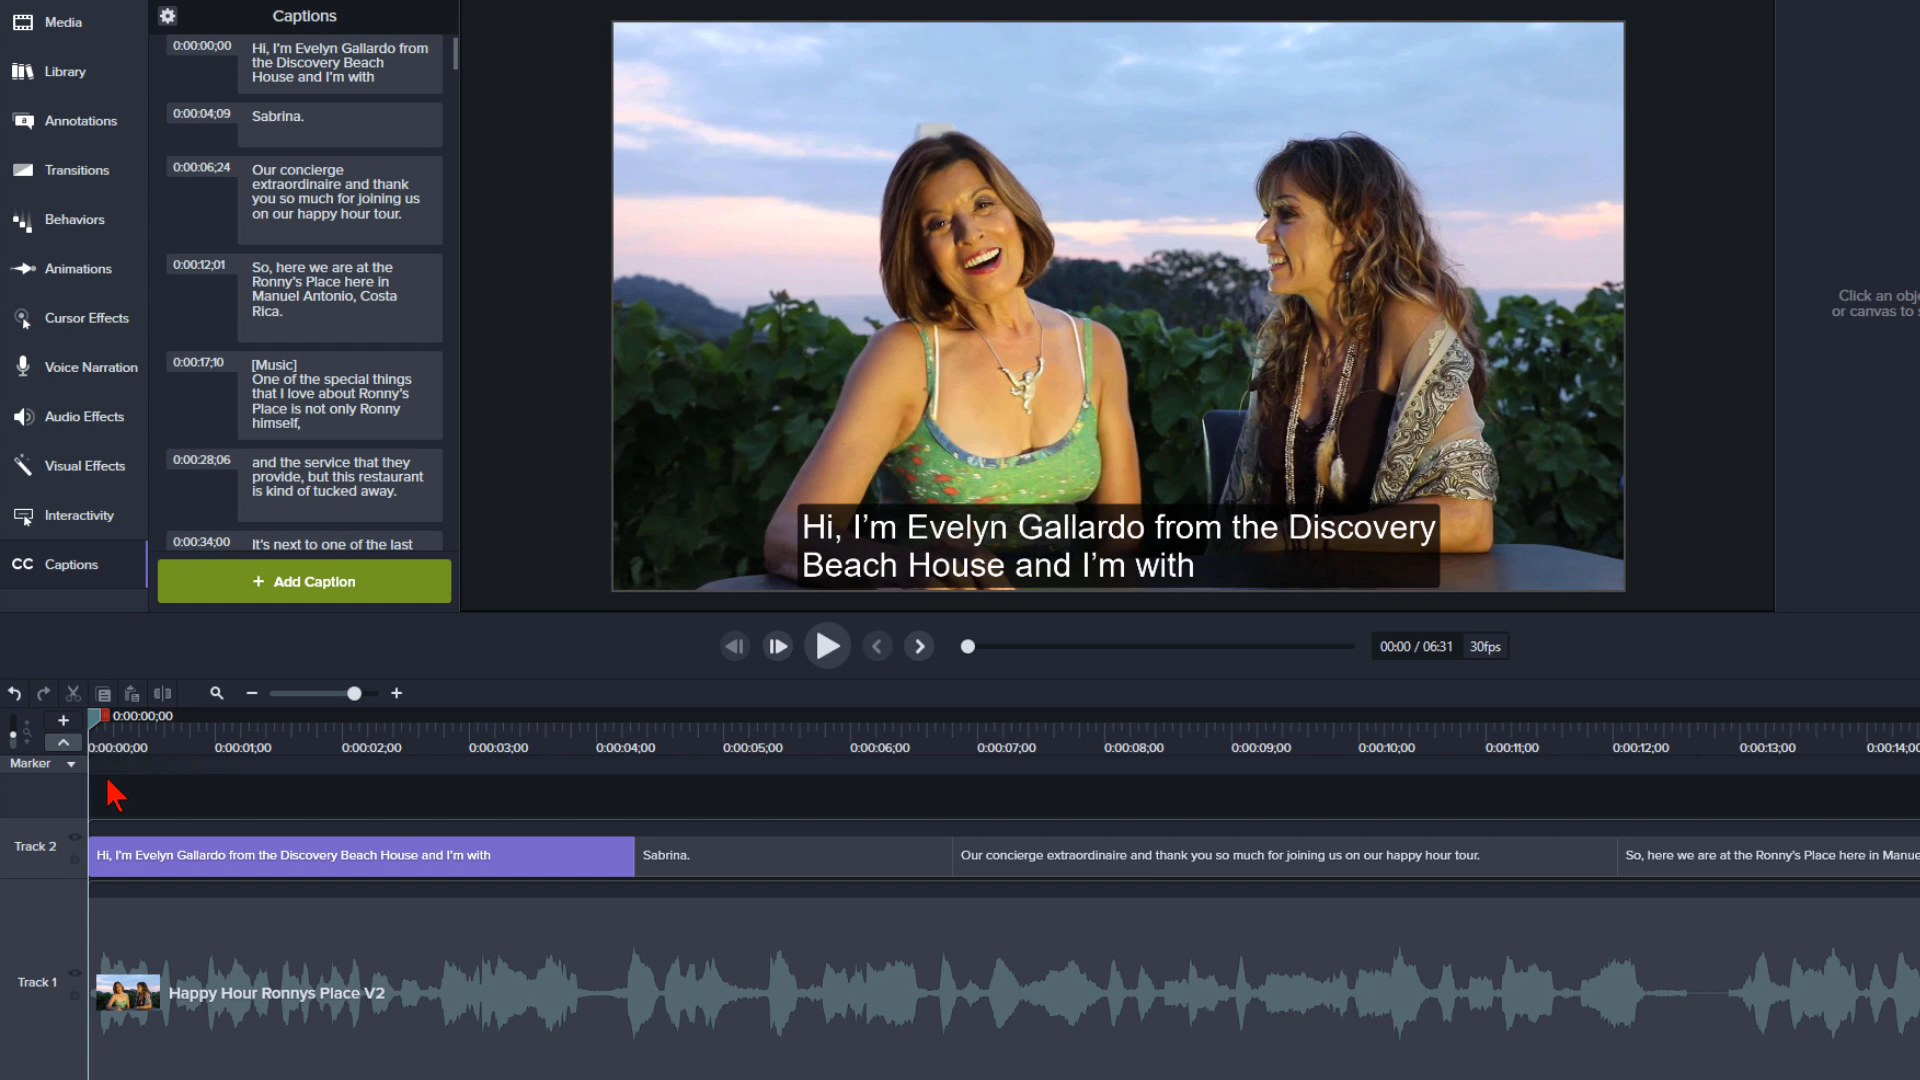 Media
Library
Annotations
Transitions
Behaviors
Animations
Cursor Effects
Voice Narration
Audio Effects
Visual Effects
Interactivity
CC Captions
Captions
0:00:00;00
Hi, I'm Evelyn Gallardo from
the Discovery Beach
House and I'm with
0:00:04;09
Sabrina.
0:00:06;24
Our concierge
extraordinaire and thank
you so much for joining us
on our happy hour tour.
0:00:12;01
So, here we are at the
Ronny's Place here in
Manuel Antonio, Costa
Rica.
0:00:17;10
[Music]
One of the special things
that I love about Ronny's
Place is not only Ronny
himself,
0:00:28;06
and the service that they
provide, but this restaurant
is kind of tucked away.
0:00:34;00
It's next to one of the last
+ Add Caption
Hi, I'm Evelyn Gallardo from the Discovery
Beach House and I'm with
Click an obje
or canvas to s
00:00 / 06:31 30fps
0:00:00;00
0:00:00;00 0:00:01;00 0:00:02;00 0:00:03;00 0:00:04;00 0:00:05;00 0:00:06;00 0:00:07;00 0:00:08;00 0:00:09;00 0:00:10;00 0:00:11;00 0:00:12;00 0:00:13;00 0:00:14;00
Marker
Track 2
Hi, I'm Evelyn Gallardo from the Discovery Beach House and I'm with
Sabrina.
Our concierge extraordinaire and thank you so much for joining us on our happy hour tour.
So, here we are at the Ronny's Place here in Manue
Track 1
Happy Hour Ronnys Place V2